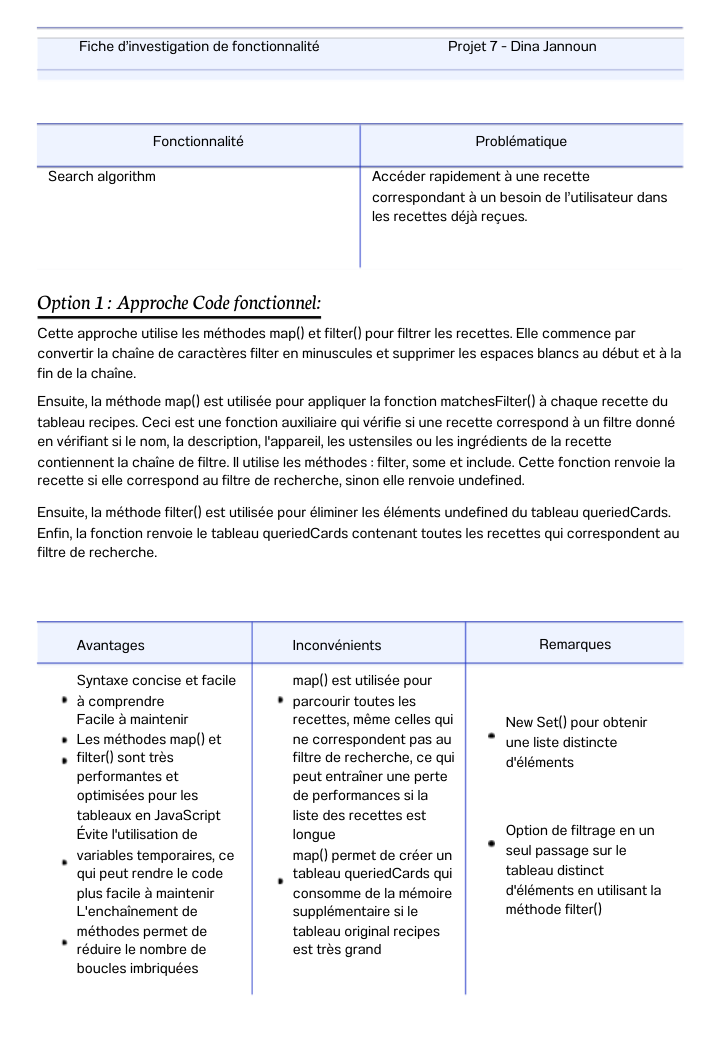 Fiche d'investigation de fonctionnalité
Projet 7 - Dina Jannoun
Fonctionnalité
Problématique
Search algorithm
Accéder rapidement à une recette
correspondant à un besoin de l'utilisateur dans
les recettes déjà reçues.
Option 1 : Approche Code fonctionnel:
Cette approche utilise les méthodes map() et filter() pour filtrer les recettes. Elle commence par
convertir la chaîne de caractères filter en minuscules et supprimer les espaces blancs au début et à la
fin de la chaîne.
Ensuite, la méthode map() est utilisée pour appliquer la fonction matchesFilter() à chaque recette du
tableau recipes. Ceci est une fonction auxiliaire qui vérifie si une recette correspond à un filtre donné
en vérifiant si le nom, la description, l'appareil, les ustensiles ou les ingrédients de la recette
contiennent la chaîne de filtre. Il utilise les méthodes : filter, some et include. Cette fonction renvoie la
recette si elle correspond au filtre de recherche, sinon elle renvoie undefined.
Ensuite, la méthode filter() est utilisée pour éliminer les éléments undefined du tableau queriedCards.
Enfin, la fonction renvoie le tableau queriedCards contenant toutes les recettes qui correspondent au
filtre de recherche.
Avantages
Syntaxe concise et facile
à comprendre
Facile à maintenir
Les méthodes map() et
filter() sont très
performantes et
optimisées pour les
tableaux en JavaScript
Évite l'utilisation de
variables temporaires, ce
qui peut rendre le code
plus facile à maintenir
L'enchaînement de
méthodes permet de
réduire le nombre de
boucles imbriquées
Inconvénients
map() est utilisée pour
parcourir toutes les
recettes, même celles qui
ne correspondent pas au
filtre de recherche, ce qui
peut entraîner une perte
de performances si la
liste des recettes est
longue
map() permet de créer un
tableau queriedCards qui
consomme de la mémoire
supplémentaire si le
tableau original recipes
est très grand
Remarques
New Set() pour obtenir
une liste distincte
d'éléments
Option de filtrage en un
seul passage sur le
tableau distinct
d'éléments en utilisant la
méthode filter()